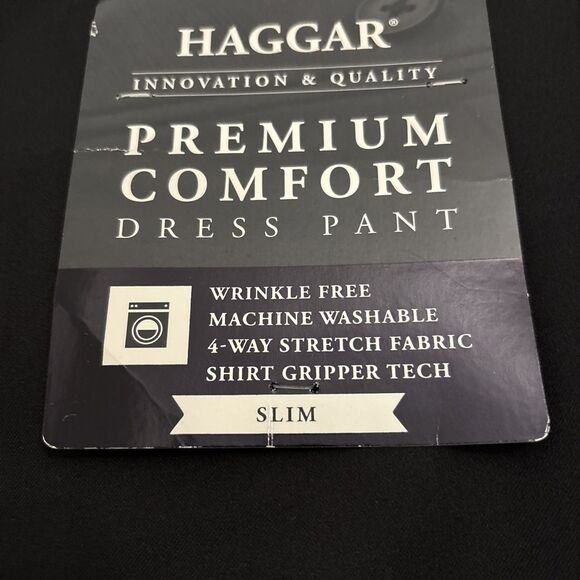 HAGGAR®
INNOVATION & QUALITY
PREMIUM
COMFORT
DRESS PANT
WRINKLE FREE
MACHINE WASHABLE
4-WAY STRETCH FABRIC
SHIRT GRIPPER TECH
SLIM